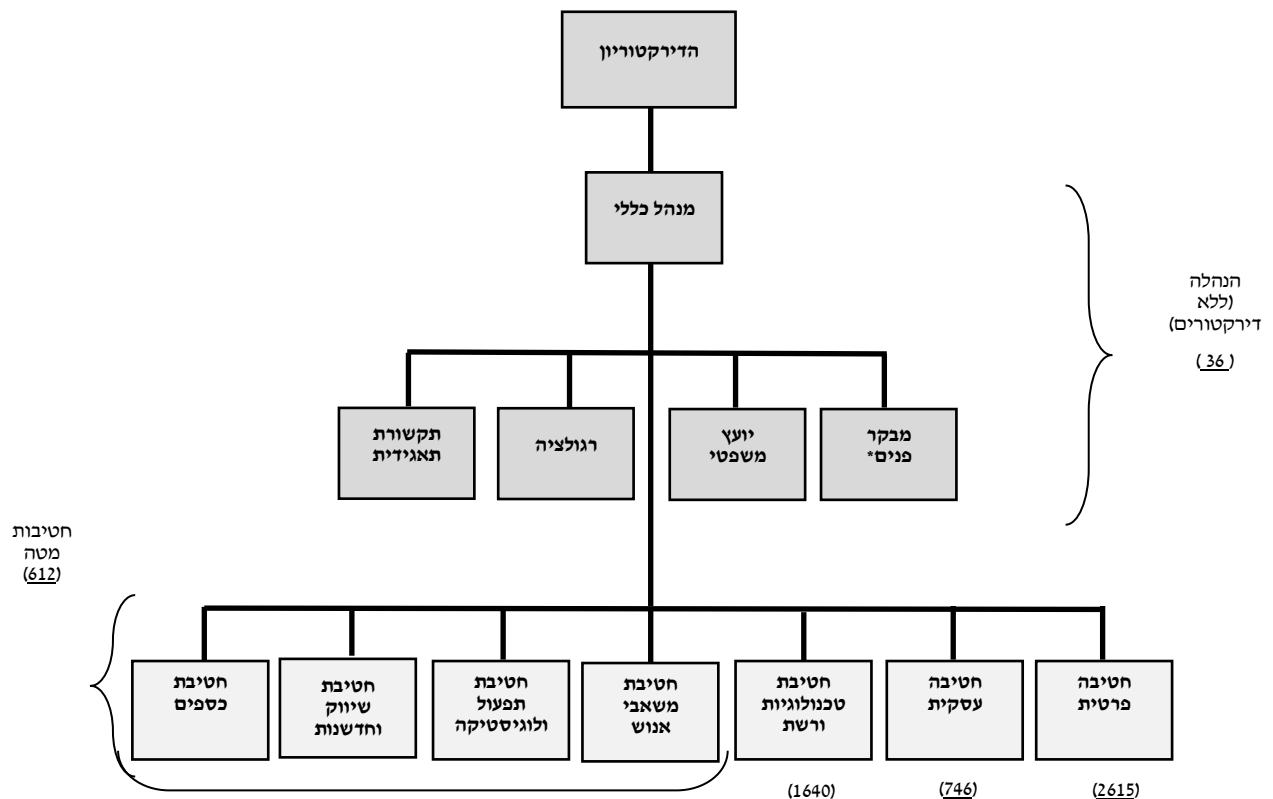 הדירקטוריון
מנהל כללי
הנהלה
(ללא
דירקטורים)
(36)
מבקר
פנים*
יועץ
משפטי
רגולציה
תקשורת
תאגידית
חטיבות
מטה
(612)
חטיבה
פרטית
חטיבה
עסקית
חטיבת
טכנולוגיות
ורשת
חטיבת
משאבי
אנוש
חטיבת
תפעול
ולוגיסטיקה
חטיבת
שיווק
וחדשנות
חטיבת
כספים
(2615)
(746)
(1640)